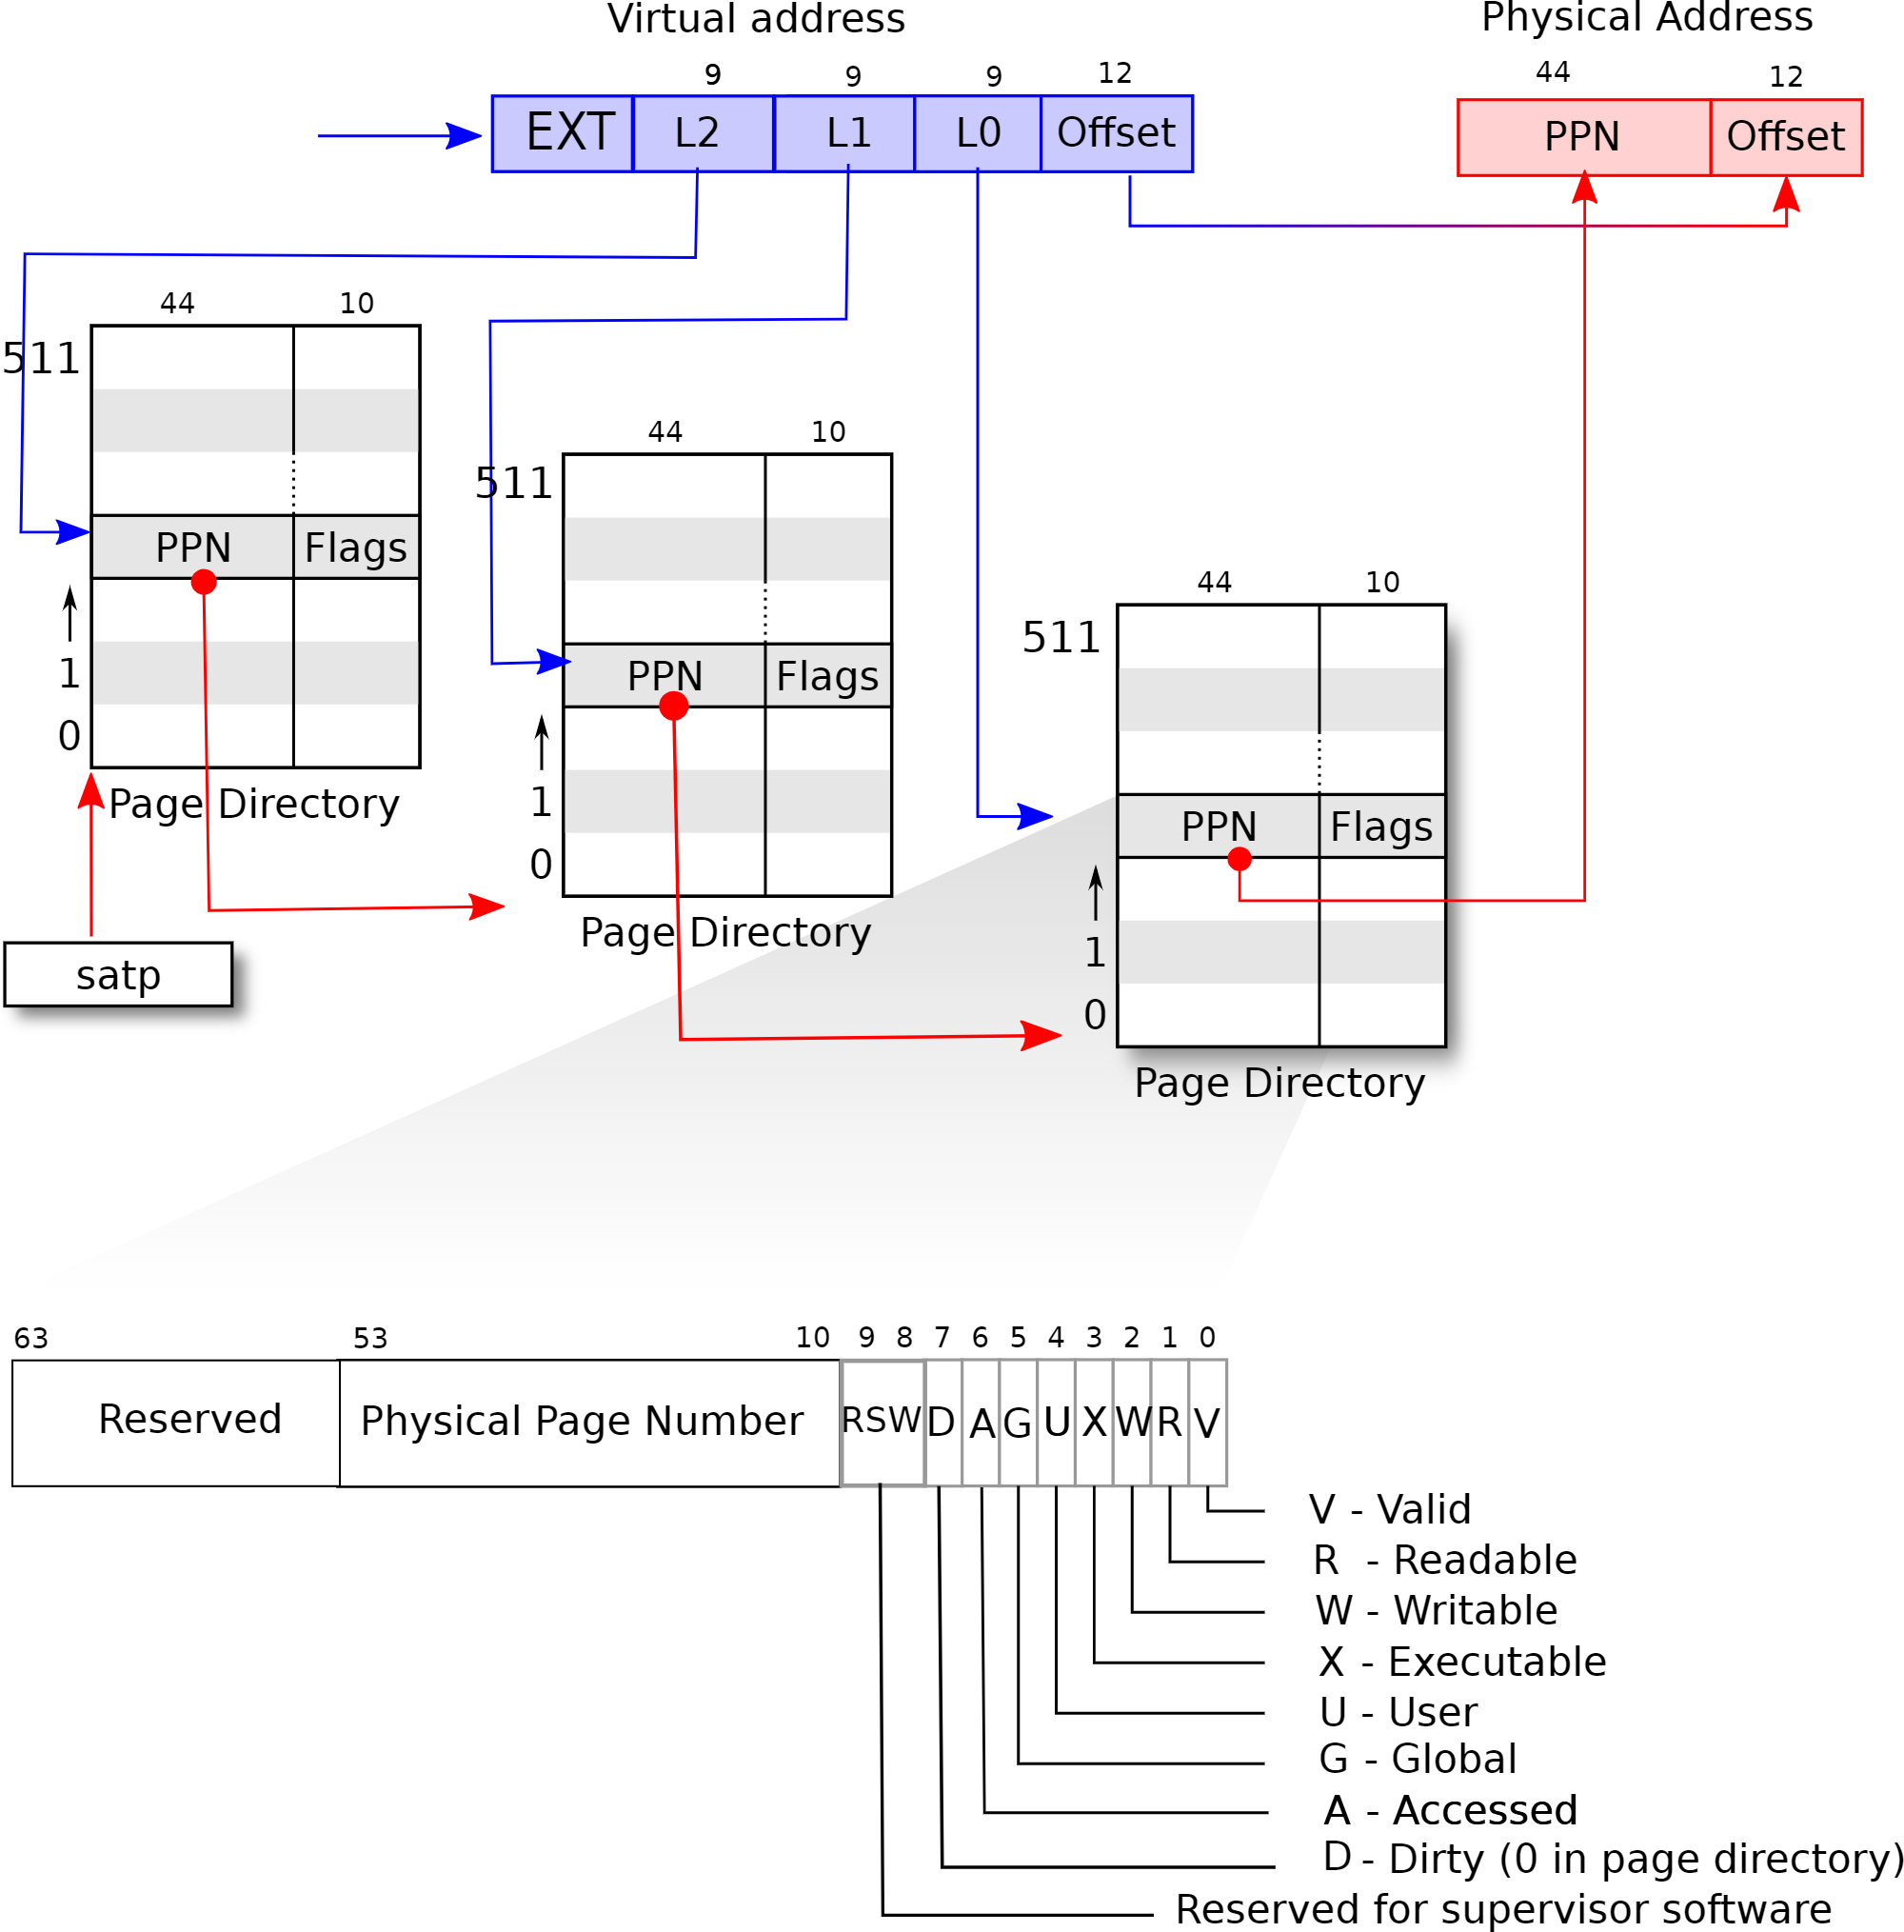 Virtual address
Physical Address
9 9 9 12
44 12
EXT L2 L1 L0 Offset
PPN Offset
44 10
511
PPN Flags
1
0
Page Directory
satp
44 10
511
PPN Flags
1
0
Page Directory
44 10
511
PPN Flags
1
0
Page Directory
63 53 10 9 8 7 6 5 4 3 2 1 0
Reserved Physical Page Number RSW D A G U X W R V
V - Valid
R - Readable
W - Writable
X - Executable
U - User
G - Global
A - Accessed
D - Dirty (0 in page directory)
Reserved for supervisor software